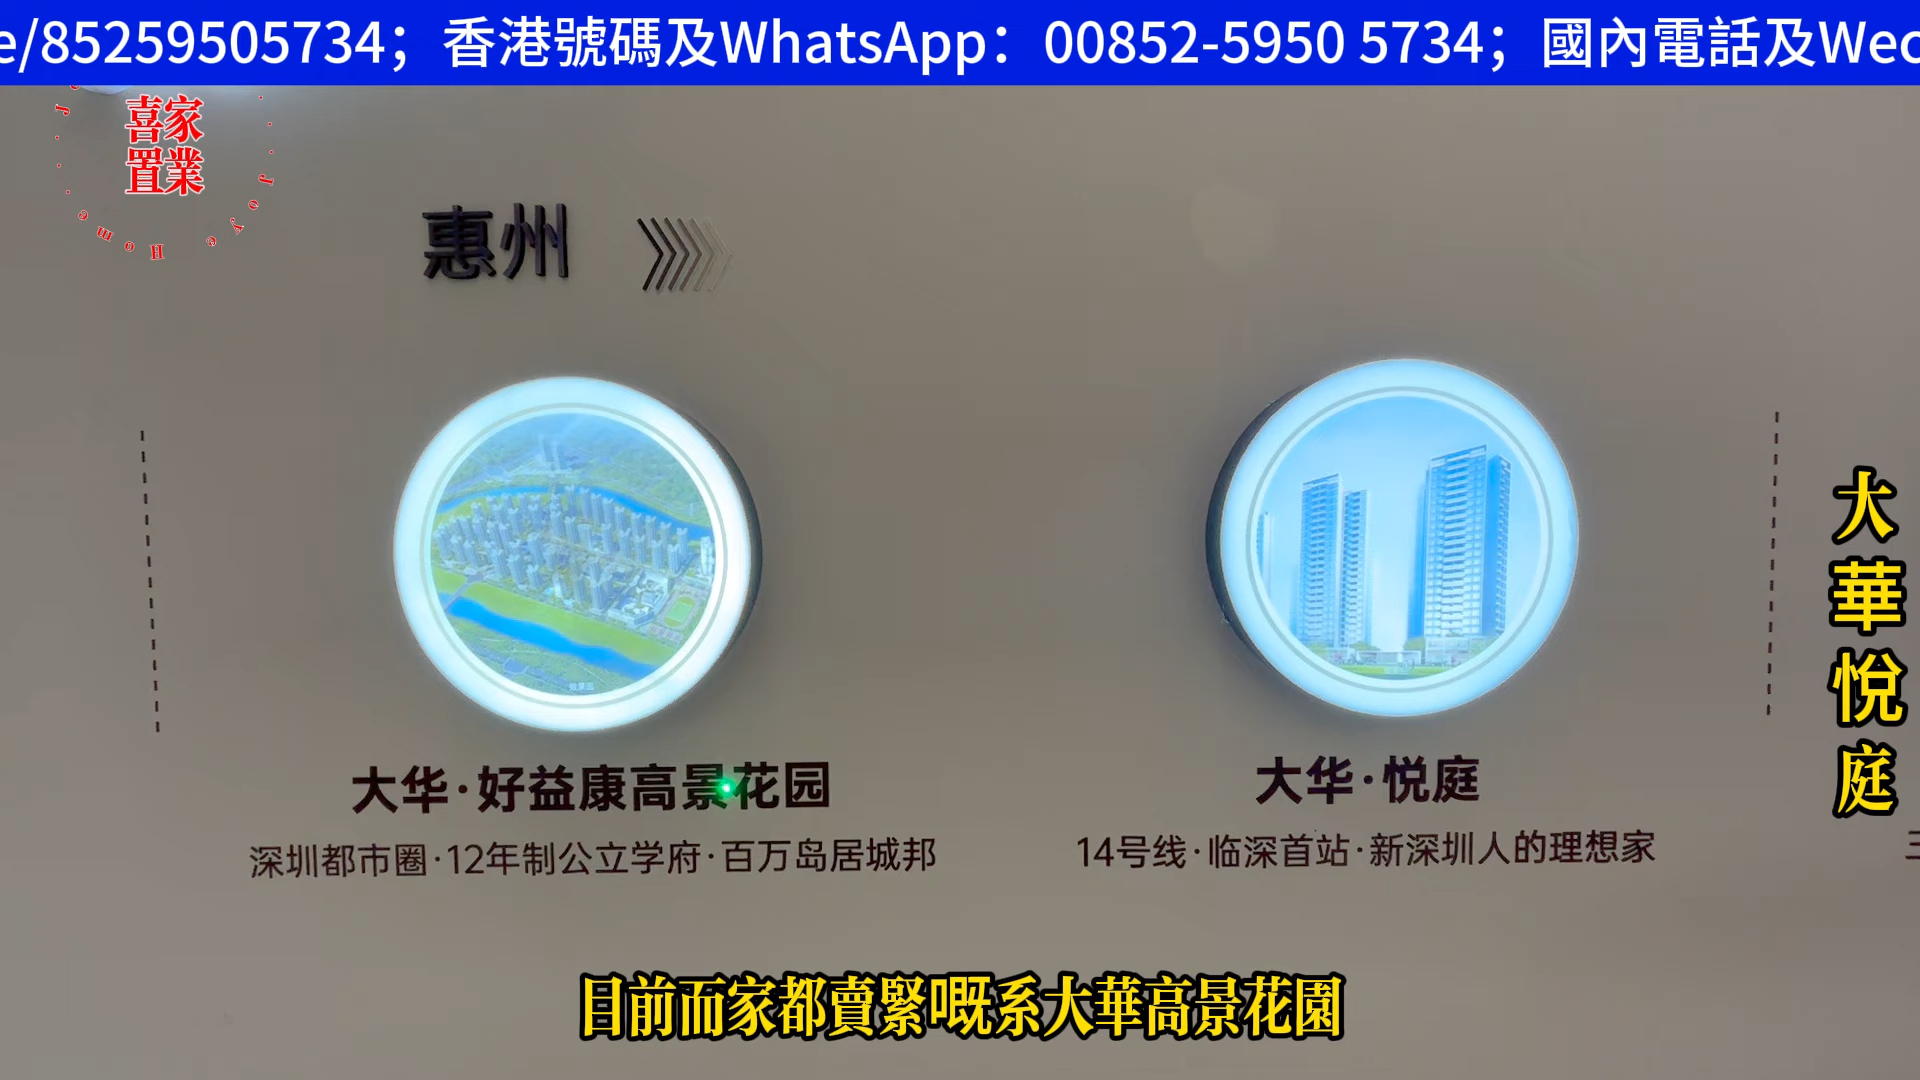 e/85259505734；香港號碼及WhatsApp：00852-5950 5734；國內電話及Wec
喜家
置業
Joye Home
惠州
大华·好益康高景花园
深圳都市圈·12年制公立学府·百万岛居城邦
大华·悦庭
14号线·临深首站·新深圳人的理想家
大華悅庭
效果图
目前而家都賣緊嘅系大華高景花園